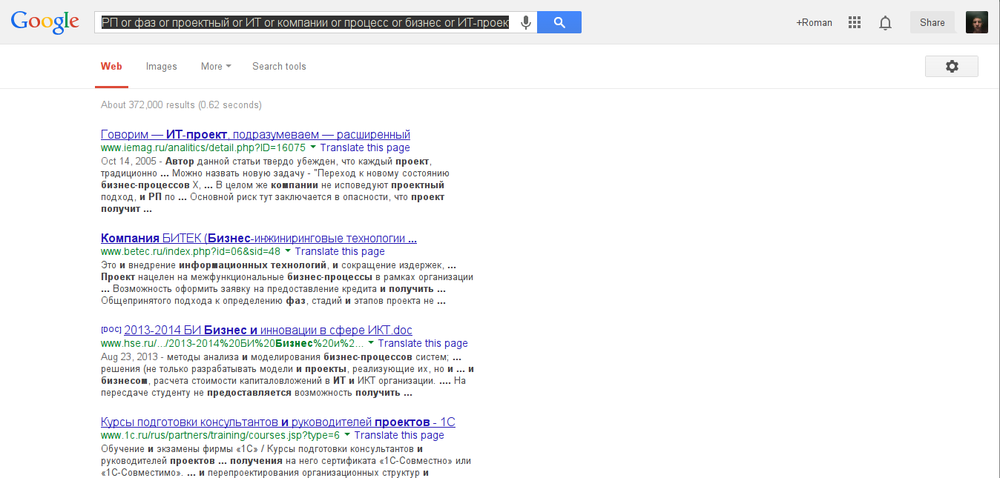 Google
РП or фаз or проектный or ИТ or компании or процесс or бизнес or ИТ-проек
+Roman
Share
Web Images More Search tools
About 372,000 results (0.62 seconds)
Говорим — ИТ-проект, подразумеваем — расширенный
www.iemag.ru/analitics/detail.php?ID=16075 Translate this page
Oct 14, 2005 - Автор данной статьи твердо убежден, что каждый проект,
традиционно ... Можно назвать новую задачу - "Переход к новому состоянию
бизнес-процессов X, ... В целом же компании не исповедуют проектный
подход, и РП по ... Основной риск тут заключается в опасности, что проект
получит ...
Компания БИТЕК (Бизнес-инжиниринговые технологии ...
www.betec.ru/index.php?id=06&sid=48 Translate this page
Это и внедрение информационных технологий, и сокращение издержек, ...
Проект нацелен на межфункциональные бизнес-процессы в рамках организации
... Возможность оформить заявку на предоставление кредита и получить ...
Общепринятого подхода к определению фаз, стадий и этапов проекта не ...
[DOC] 2013-2014 БИ Бизнес и инновации в сфере ИКТ.doc
www.hse.ru/.../2013-2014%20БИ%20Бизнес%20и%2... Translate this page
Aug 23, 2013 - методы анализа и моделирования бизнес-процессов систем; ...
решения (не только разрабатывать модели и проекты, реализующие их, но и ... и
бизнесом, расчета стоимости капиталовложений в ИТ и ИКТ организации. .... На
пересдаче студенту не предоставляется возможность получить ...
Курсы подготовки консультантов и руководителей проектов - 1С
www.1c.ru/rus/partners/training/courses.jsp?type=6 Translate this page
Обучение и экзамены фирмы «1С» / Курсы подготовки консультантов и
руководителей проектов ... получения на него сертификата «1С-Совместно» или
«1С-Совместимо». ... и перепроектирования организационных структур и